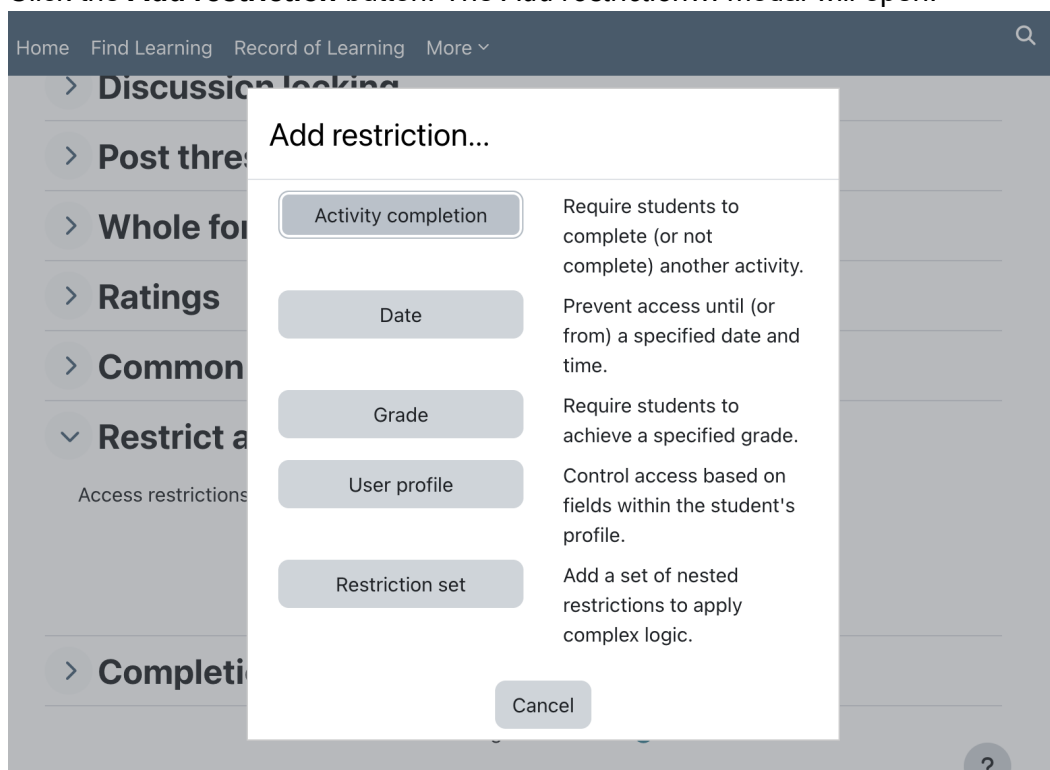 Home Find Learning Record of Learning More
Discussion locking
Add restriction...
Post thre
Activity completion
Require students to
complete (or not
complete) another activity.
Whole for
Ratings
Date
Prevent access until (or
from) a specified date and
time.
Common
Grade
Require students to
achieve a specified grade.
Restrict a
User profile
Control access based on
fields within the student's
profile.
Access restrictions
Restriction set
Add a set of nested
restrictions to apply
complex logic.
Completi
Cancel
?